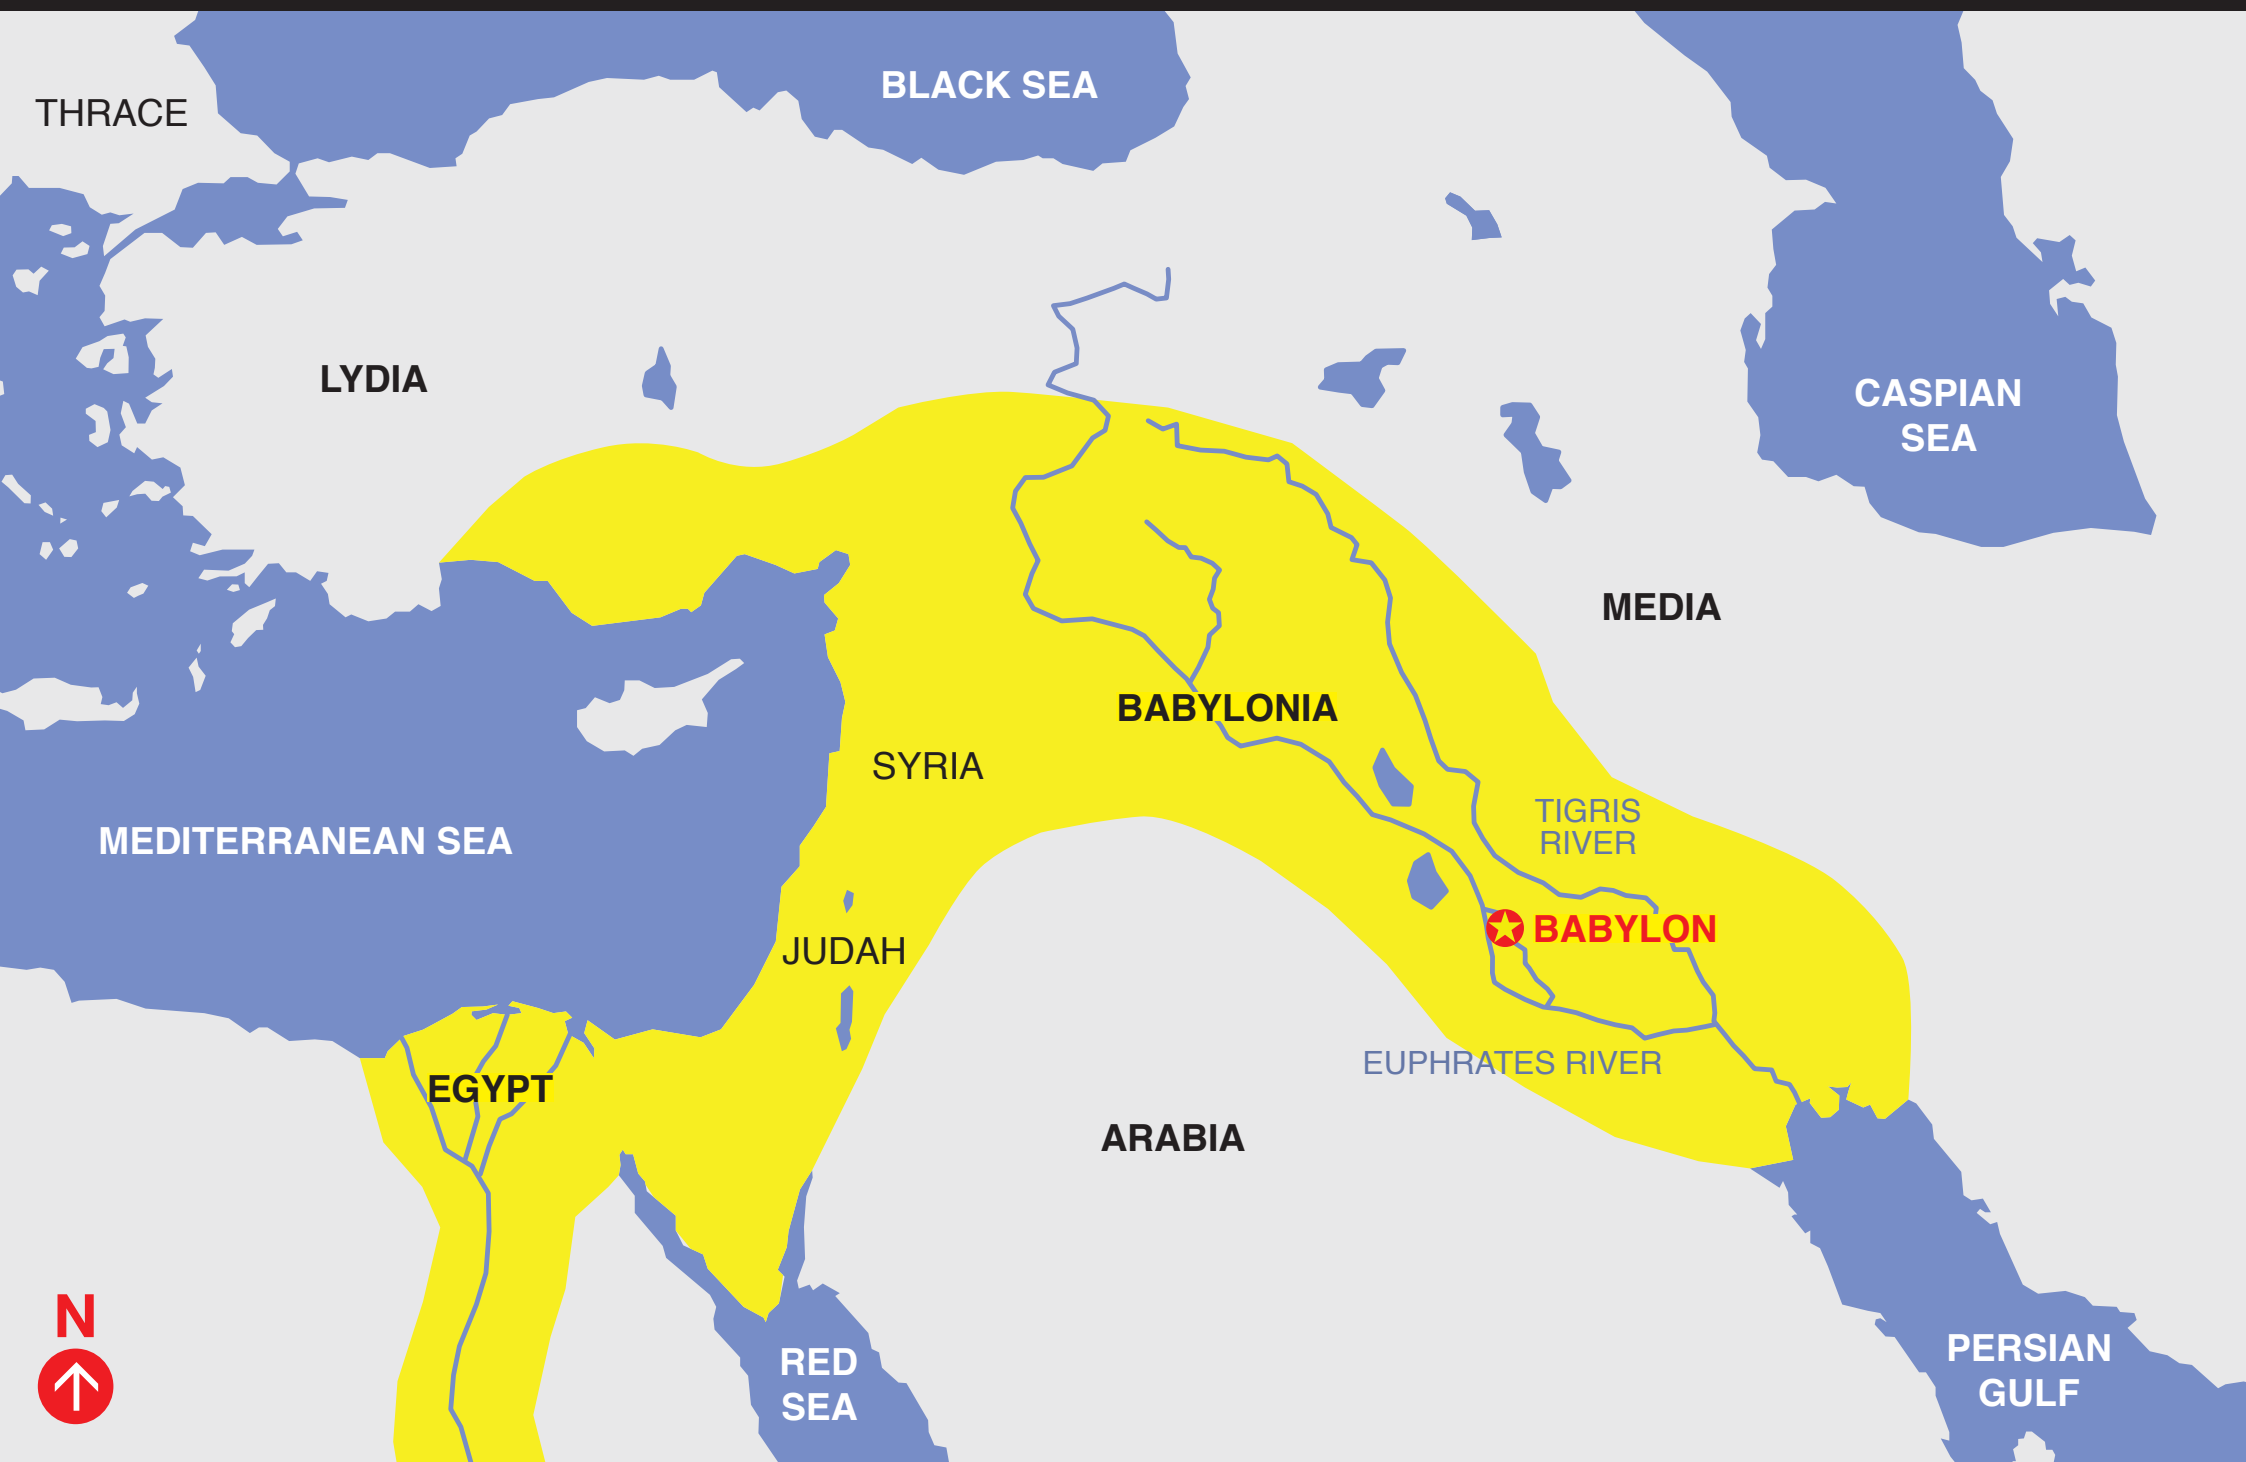 BLACK SEA
THRACE
LYDIA
CASPIAN
SEA
MEDIA
BABYLONIA
SYRIA
TIGRIS
RIVER
MEDITERRANEAN SEA
BABYLON
JUDAH
EUPHRATES RIVER
EGYPT
ARABIA
N
RED
SEA
PERSIAN
GULF